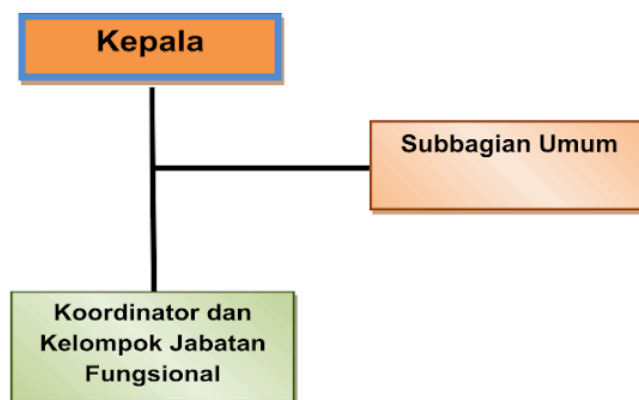 Kepala
Subbagian Umum
Koordinator dan
Kelompok Jabatan
Fungsional